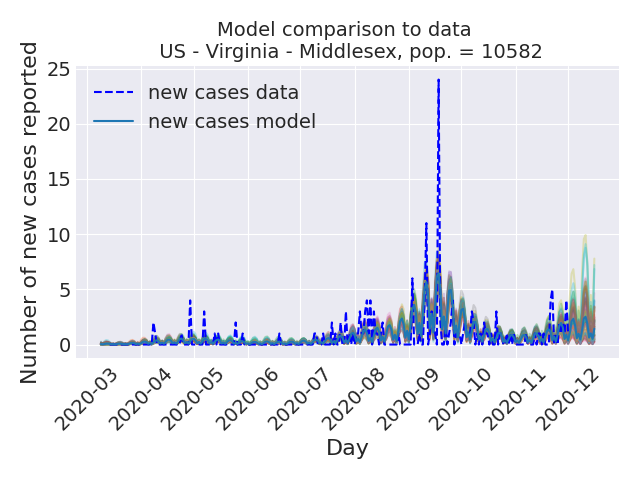 Model comparison to data
US - Virginia - Middlesex, pop. = 10582
Number of new cases reported
25
20
15
10
5
0
new cases data
new cases model
2020-03
2020-04
2020-05
2020-06
2020-07
2020-08
2020-09
2020-10
2020-11
2020-12
Day